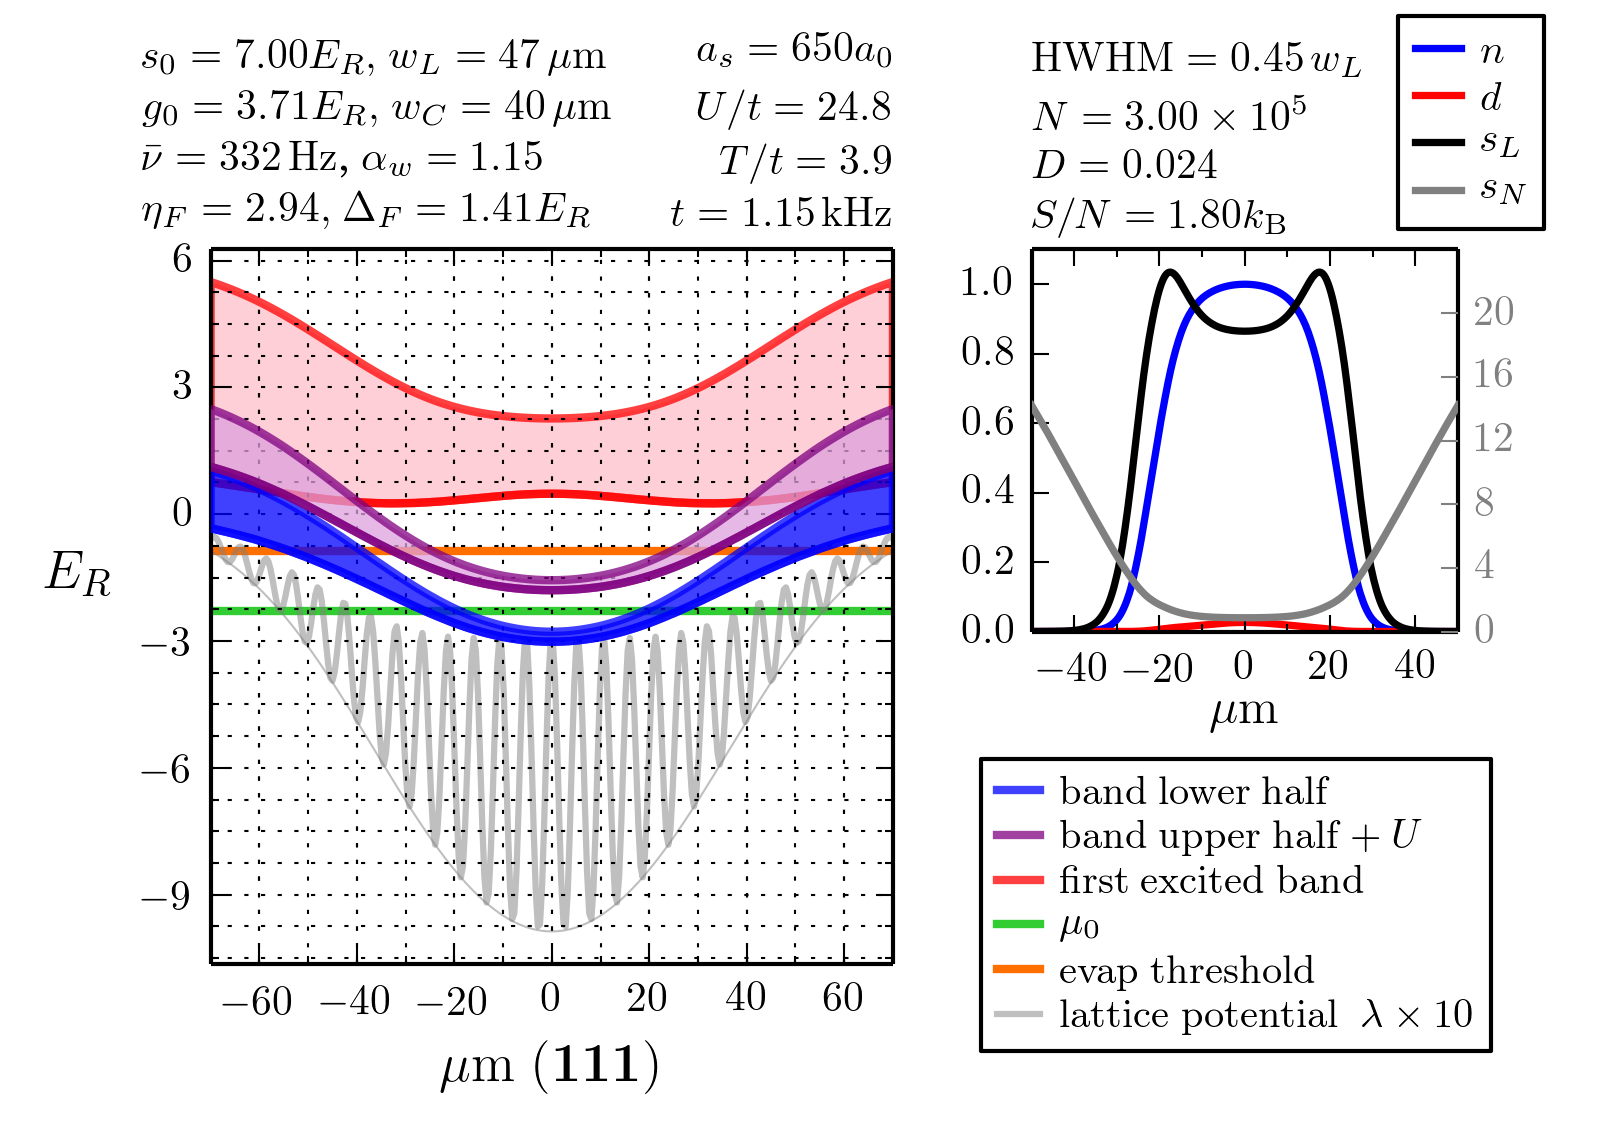 s₀ = 7.00E_R, w_L = 47 μm
g₀ = 3.71E_R, w_C = 40 μm
ν̄ = 332 Hz, α_w = 1.15
η_F = 2.94, Δ_F = 1.41E_R
a_s = 650a₀
U/t = 24.8
T/t = 3.9
t = 1.15 kHz
HWHM = 0.45 w_L
N = 3.00 × 10⁵
D = 0.024
S/N = 1.80k_B
n
d
s_L
s_N
6
3
0
−3
−6
−9
E_R
−60 −40 −20 0 20 40 60
μm (111)
1.0
0.8
0.6
0.4
0.2
0.0
20
16
12
8
4
0
−40 −20 0 20 40
μm
band lower half
band upper half + U
first excited band
μ₀
evap threshold
lattice potential λ × 10